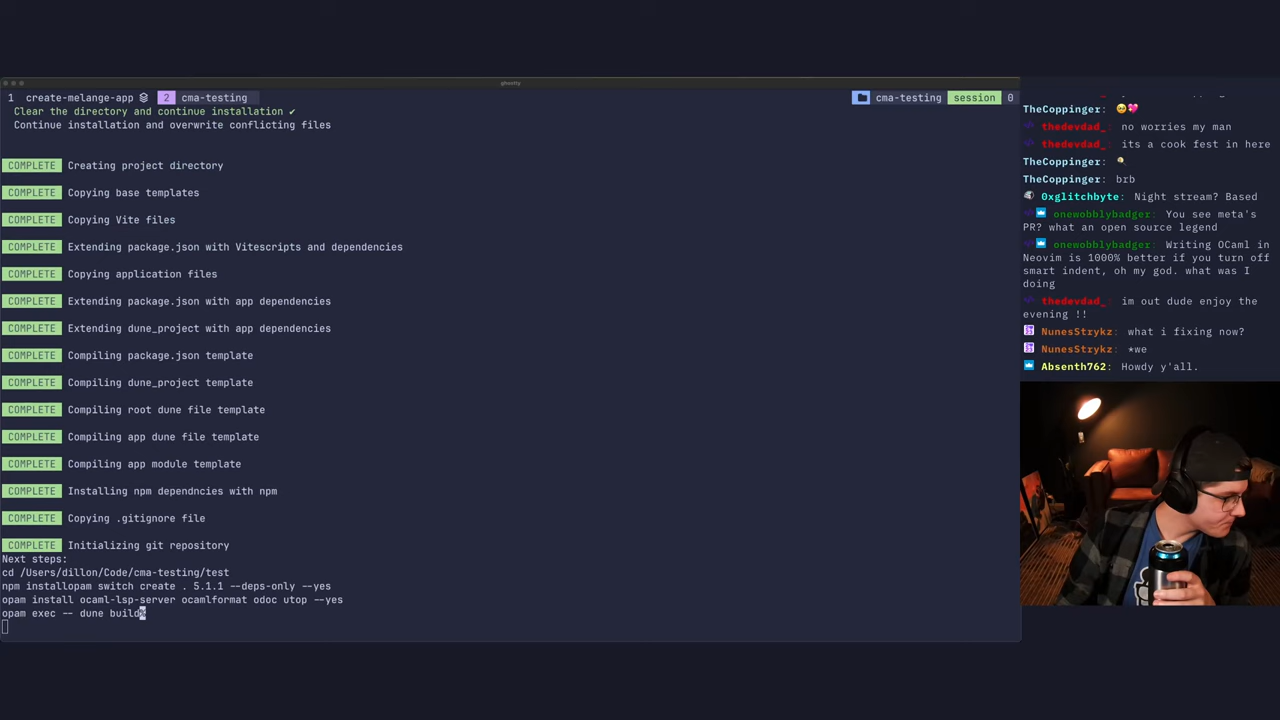 ghostty
1 create-melange-app 2 cma-testing
cma-testing session 0
Clear the directory and continue installation ✔
Continue installation and overwrite conflicting files
COMPLETE Creating project directory
COMPLETE Copying base templates
COMPLETE Copying Vite files
COMPLETE Extending package.json with Vitescripts and dependencies
COMPLETE Copying application files
COMPLETE Extending package.json with app dependencies
COMPLETE Extending dune_project with app dependencies
COMPLETE Compiling package.json template
COMPLETE Compiling dune_project template
COMPLETE Compiling root dune file template
COMPLETE Compiling app dune file template
COMPLETE Compiling app module template
COMPLETE Installing npm dependncies with npm
COMPLETE Copying .gitignore file
COMPLETE Initializing git repository
Next steps:
cd /Users/dillon/Code/cma-testing/test
npm installopam switch create . 5.1.1 --deps-only --yes
opam install ocaml-lsp-server ocamlformat odoc utop --yes
opam exec -- dune build%
TheCoppinger:
thedevdad_: no worries my man
thedevdad_: its a cook fest in here
TheCoppinger:
TheCoppinger: brb
0xglitchbyte: Night stream? Based
onewobblybadger: You see meta's
PR? what an open source legend
onewobblybadger: Writing OCaml in
Neovim is 1000% better if you turn off
smart indent, oh my god. what was I
doing
thedevdad_: im out dude enjoy the
evening !!
NunesStrykz: what i fixing now?
NunesStrykz: *we
Absenth762: Howdy y'all.